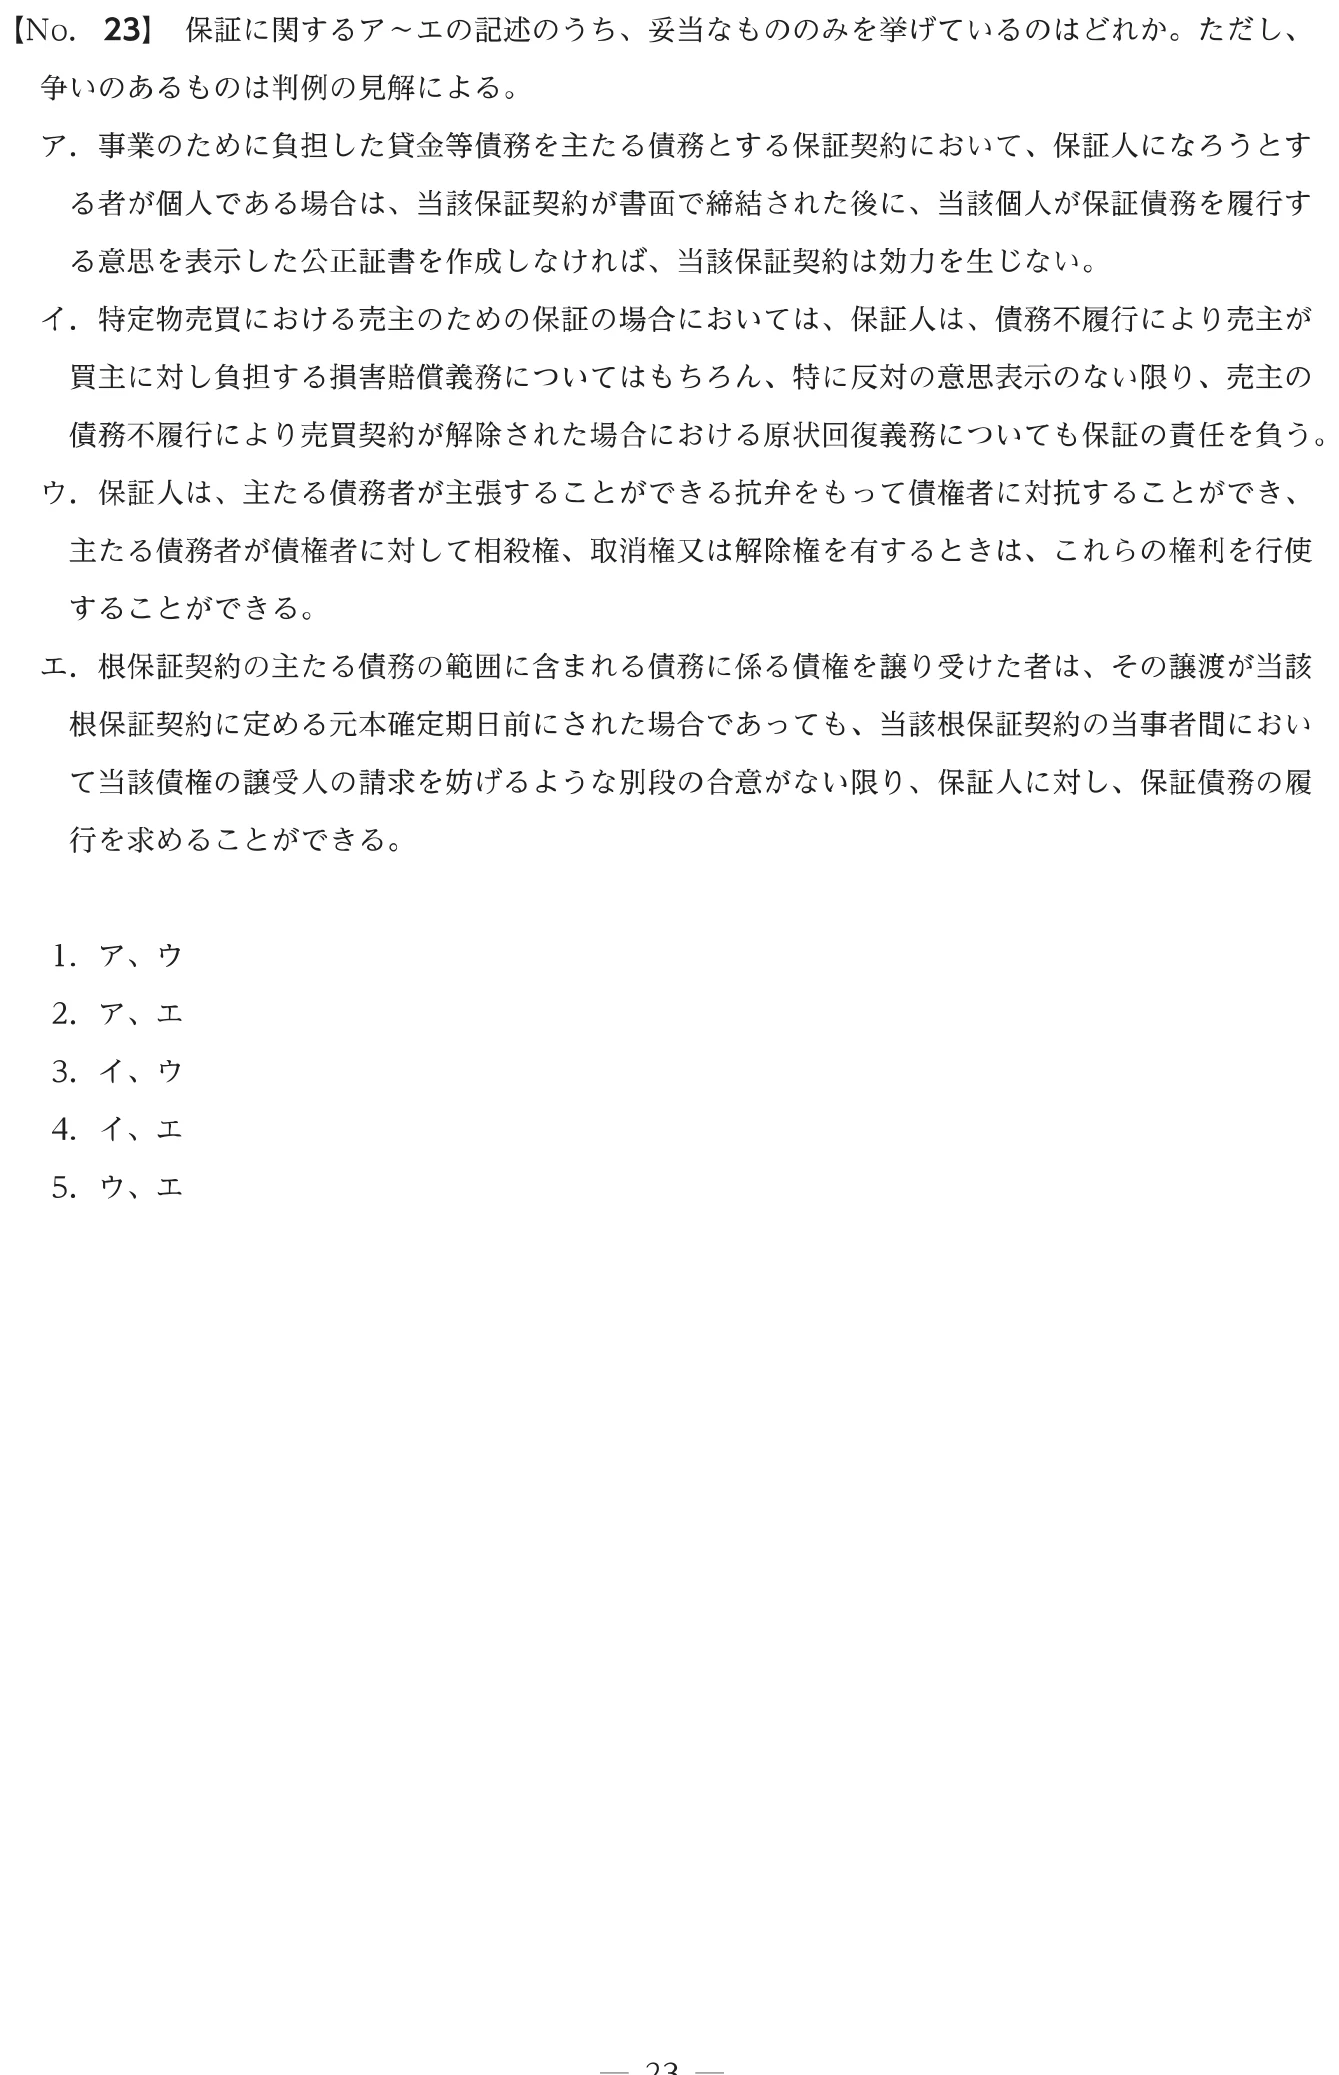 【No. 23】 保証に関するア～エの記述のうち、妥当なもののみを挙げているのはどれか。ただし、
争いのあるものは判例の見解による。
ア．事業のために負担した貸金等債務を主たる債務とする保証契約において、保証人になろうとす
る者が個人である場合は、当該保証契約が書面で締結された後に、当該個人が保証債務を履行す
る意思を表示した公正証書を作成しなければ、当該保証契約は効力を生じない。
イ．特定物売買における売主のための保証の場合においては、保証人は、債務不履行により売主が
買主に対し負担する損害賠償義務についてはもちろん、特に反対の意思表示のない限り、売主の
債務不履行により売買契約が解除された場合における原状回復義務についても保証の責任を負う。
ウ．保証人は、主たる債務者が主張することができる抗弁をもって債権者に対抗することができ、
主たる債務者が債権者に対して相殺権、取消権又は解除権を有するときは、これらの権利を行使
することができる。
エ．根保証契約の主たる債務の範囲に含まれる債務に係る債権を譲り受けた者は、その譲渡が当該
根保証契約に定める元本確定期日前にされた場合であっても、当該根保証契約の当事者間におい
て当該債権の譲受人の請求を妨げるような別段の合意がない限り、保証人に対し、保証債務の履
行を求めることができる。
1．ア、ウ
2．ア、エ
3．イ、ウ
4．イ、エ
5．ウ、エ
— 23 —